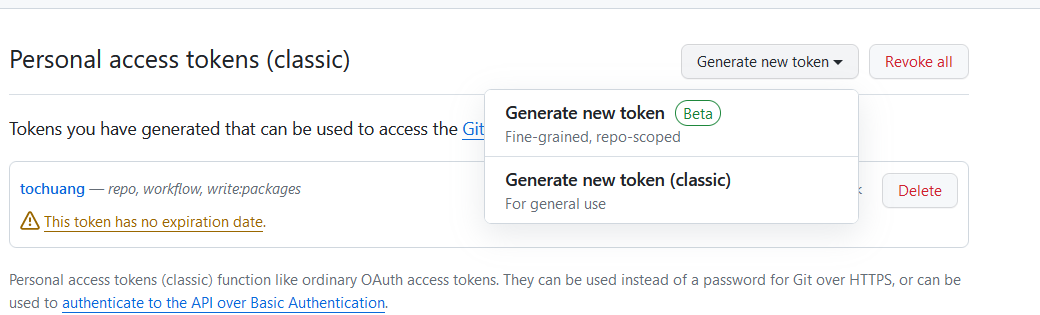 Personal access tokens (classic)
Generate new token
Revoke all
Generate new token Beta
Fine-grained, repo-scoped
Generate new token (classic)
For general use
Tokens you have generated that can be used to access the Git
tochuang — repo, workflow, write:packages
Delete
This token has no expiration date.
Personal access tokens (classic) function like ordinary OAuth access tokens. They can be used instead of a password for Git over HTTPS, or can be
used to authenticate to the API over Basic Authentication.